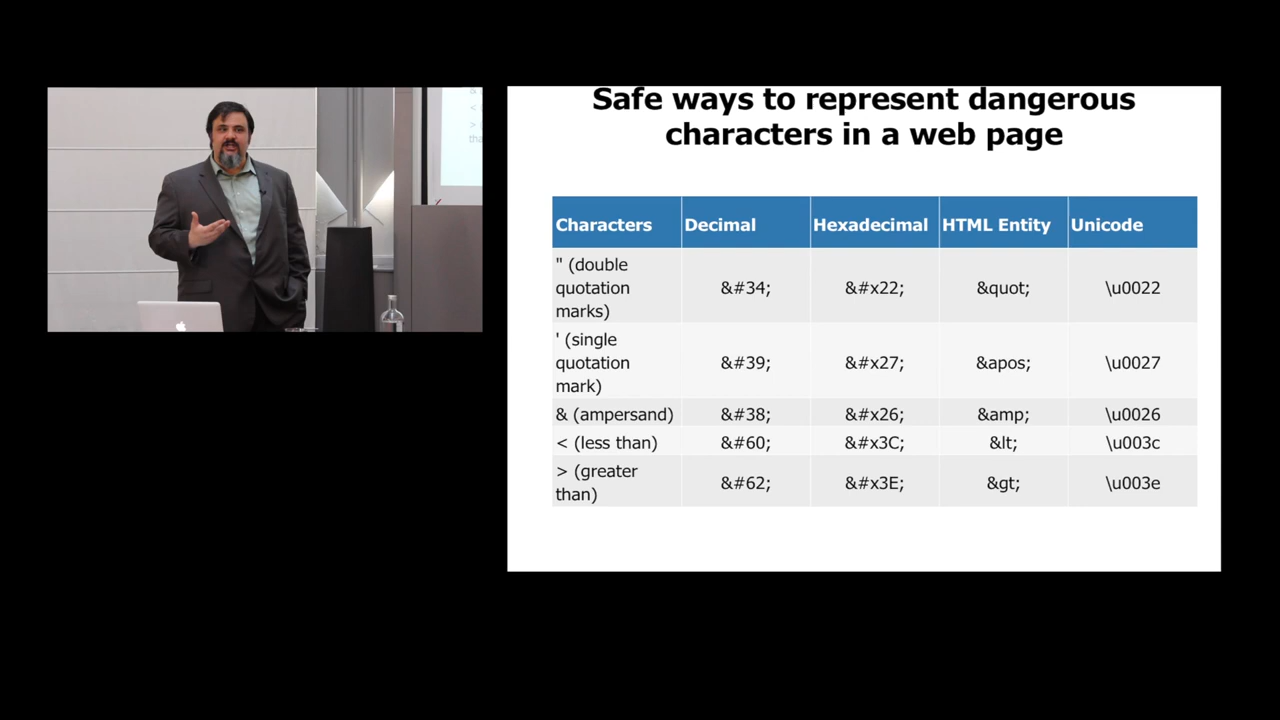 Safe ways to represent dangerous
characters in a web page
Characters Decimal Hexadecimal HTML Entity Unicode
" (double
quotation
marks) &#34; &#x22; &quot; \u0022
' (single
quotation
mark) &#39; &#x27; &apos; \u0027
& (ampersand) &#38; &#x26; &amp; \u0026
< (less than) &#60; &#x3C; &lt; \u003c
> (greater
than) &#62; &#x3E; &gt; \u003e